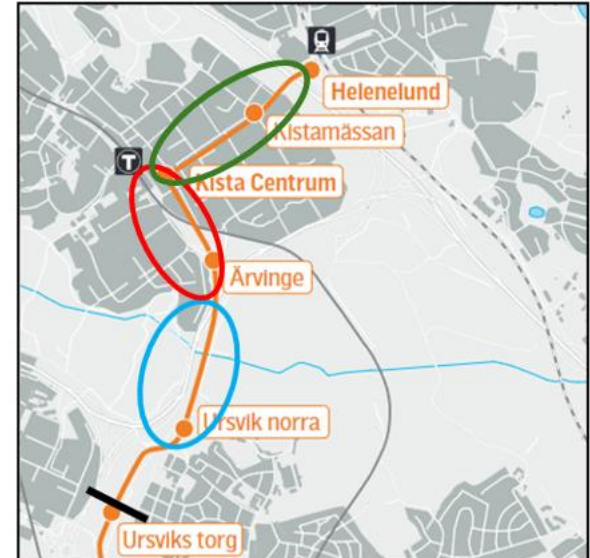 Helenelund
Kistamässan
T
Kista Centrum
Ärvinge
Ursvik norra
Ursviks torg